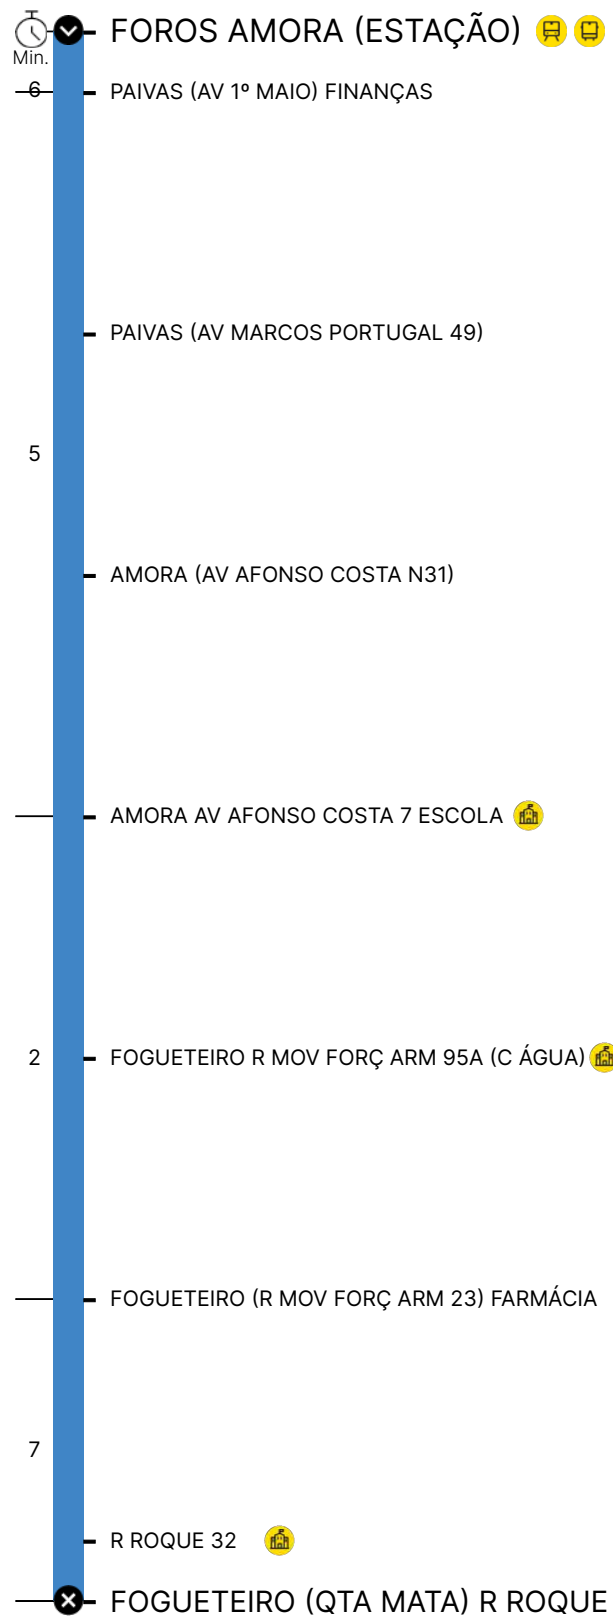 FOROS AMORA (ESTAÇÃO)
Min.
6
PAIVAS (AV 1º MAIO) FINANÇAS
PAIVAS (AV MARCOS PORTUGAL 49)
5
AMORA (AV AFONSO COSTA N31)
AMORA AV AFONSO COSTA 7 ESCOLA
2
FOGUETEIRO R MOV FORÇ ARM 95A (C ÁGUA)
FOGUETEIRO (R MOV FORÇ ARM 23) FARMÁCIA
7
R ROQUE 32
FOGUETEIRO (QTA MATA) R ROQUE